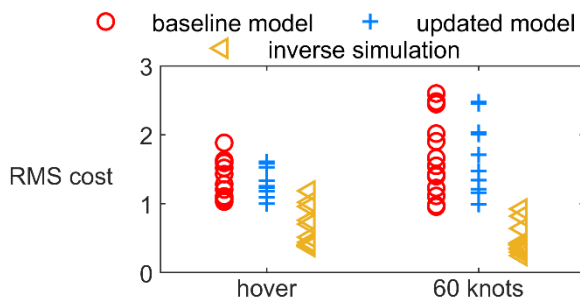 baseline model updated model
inverse simulation
3
2
RMS cost
1
0
hover 60 knots